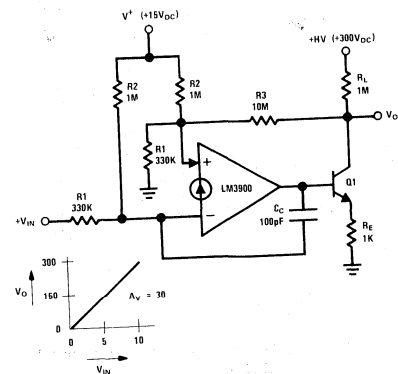 V+ (+15VDC)
+HV (+300VDC)
R2
1M
R2
1M
RL
1M
R3
10M
VO
R1
330K
+
LM3900
−
Q1
R1
330K
+VIN
CC
100pF
RE
1K
300
VO
150
AV = 30
0
0
5
10
VIN